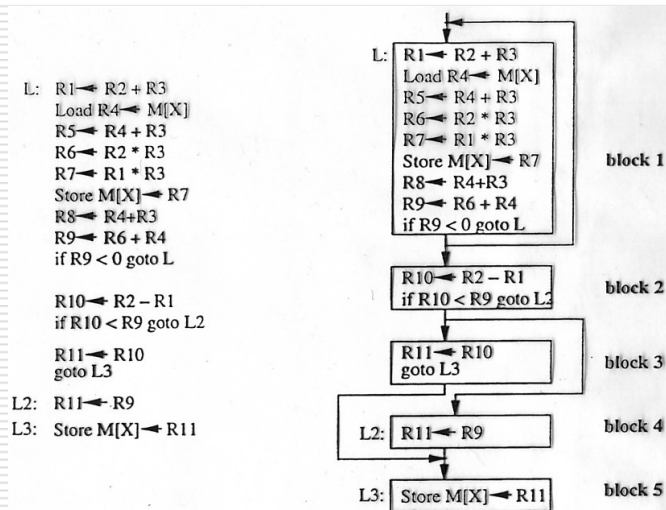 L: R1← R2 + R3
Load R4← M[X]
R5← R4 + R3
R6← R2 * R3
R7← R1 * R3
Store M[X]← R7
R8← R4+R3
R9← R6 + R4
if R9 < 0 goto L
R10← R2 – R1
if R10 < R9 goto L2
R11← R10
goto L3
L2: R11← R9
L3: Store M[X]← R11
L: R1← R2 + R3
Load R4← M[X]
R5← R4 + R3
R6← R2 * R3
R7← R1 * R3
Store M[X]← R7
R8← R4+R3
R9← R6 + R4
if R9 < 0 goto L
block 1
R10← R2 – R1
if R10 < R9 goto L2
block 2
R11← R10
goto L3
block 3
L2: R11← R9
block 4
L3: Store M[X]← R11
block 5